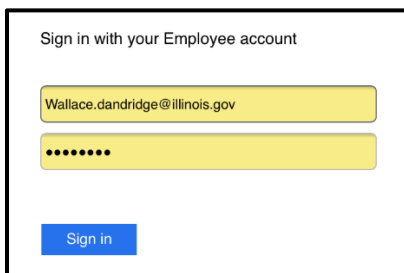 Sign in with your Employee account
Wallace.dandridge@illinois.gov
••••••••
Sign in